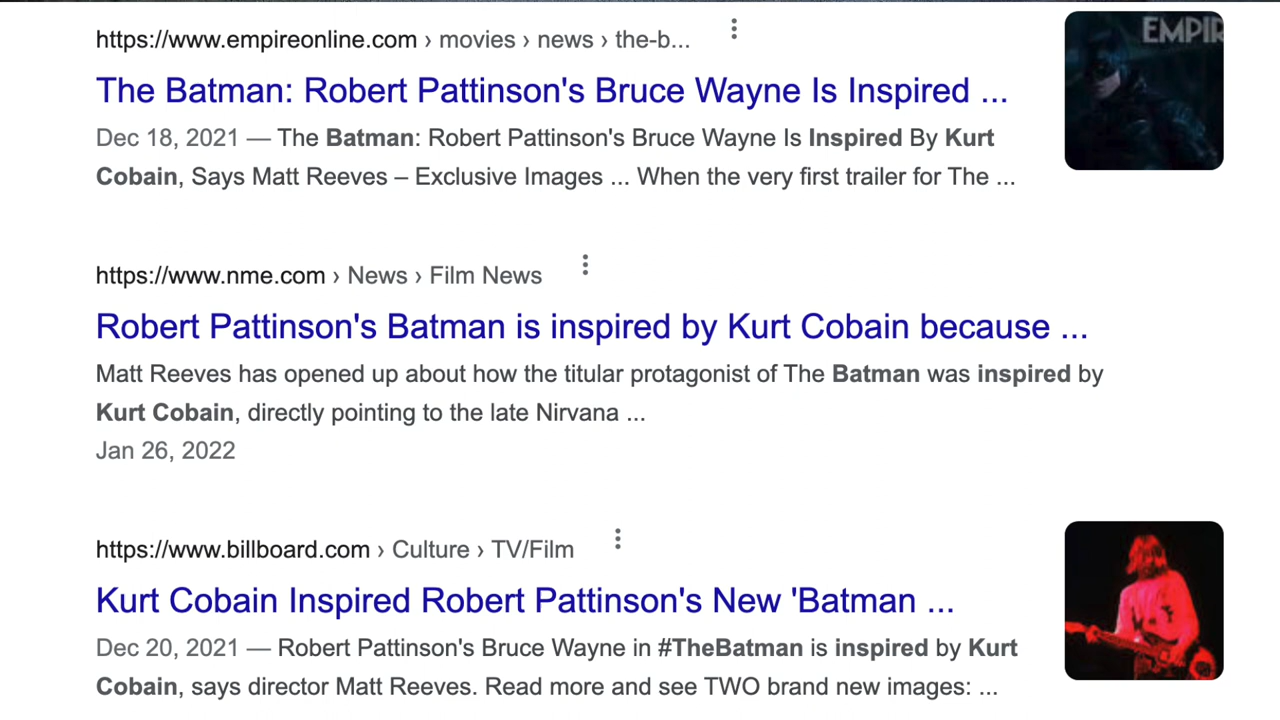 https://www.empireonline.com › movies › news › the-b...
EMPIR
The Batman: Robert Pattinson's Bruce Wayne Is Inspired ...
Dec 18, 2021 — The Batman: Robert Pattinson's Bruce Wayne Is Inspired By Kurt
Cobain, Says Matt Reeves – Exclusive Images ... When the very first trailer for The ...
https://www.nme.com › News › Film News
Robert Pattinson's Batman is inspired by Kurt Cobain because ...
Matt Reeves has opened up about how the titular protagonist of The Batman was inspired by
Kurt Cobain, directly pointing to the late Nirvana ...
Jan 26, 2022
https://www.billboard.com › Culture › TV/Film
Kurt Cobain Inspired Robert Pattinson's New 'Batman ...
Dec 20, 2021 — Robert Pattinson's Bruce Wayne in #TheBatman is inspired by Kurt
Cobain, says director Matt Reeves. Read more and see TWO brand new images: ...